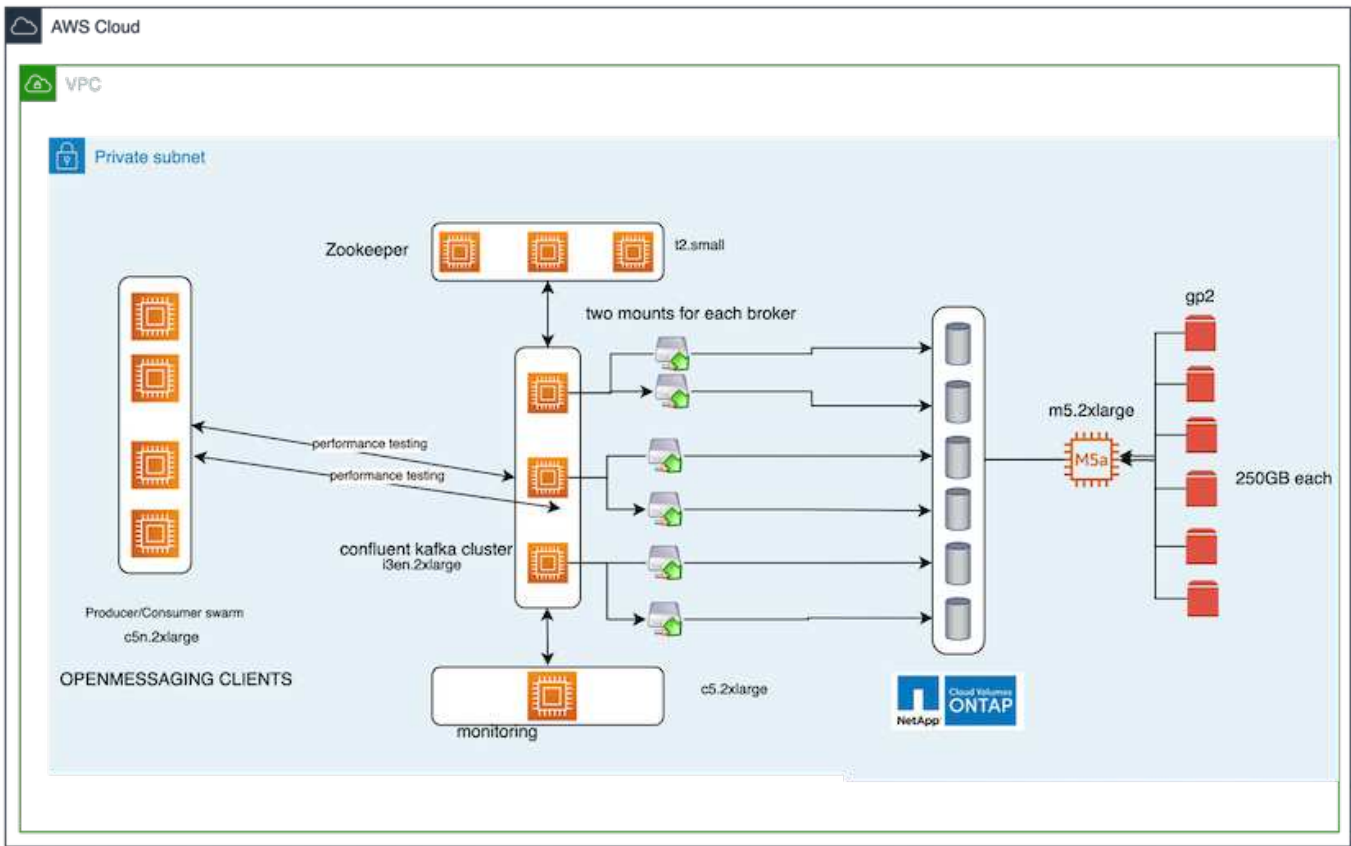 AWS Cloud
VPC
Private subnet
Zookeeper
t2.small
two mounts for each broker
gp2
m5.2xlarge
performance testing
M5a
performance testing
250GB each
confluent kafka cluster
i3en.2xlarge
Producer/Consumer swarm
c5n.2xlarge
OPENMESSAGING CLIENTS
c5.2xlarge
monitoring
NetApp
Cloud Volumes
ONTAP